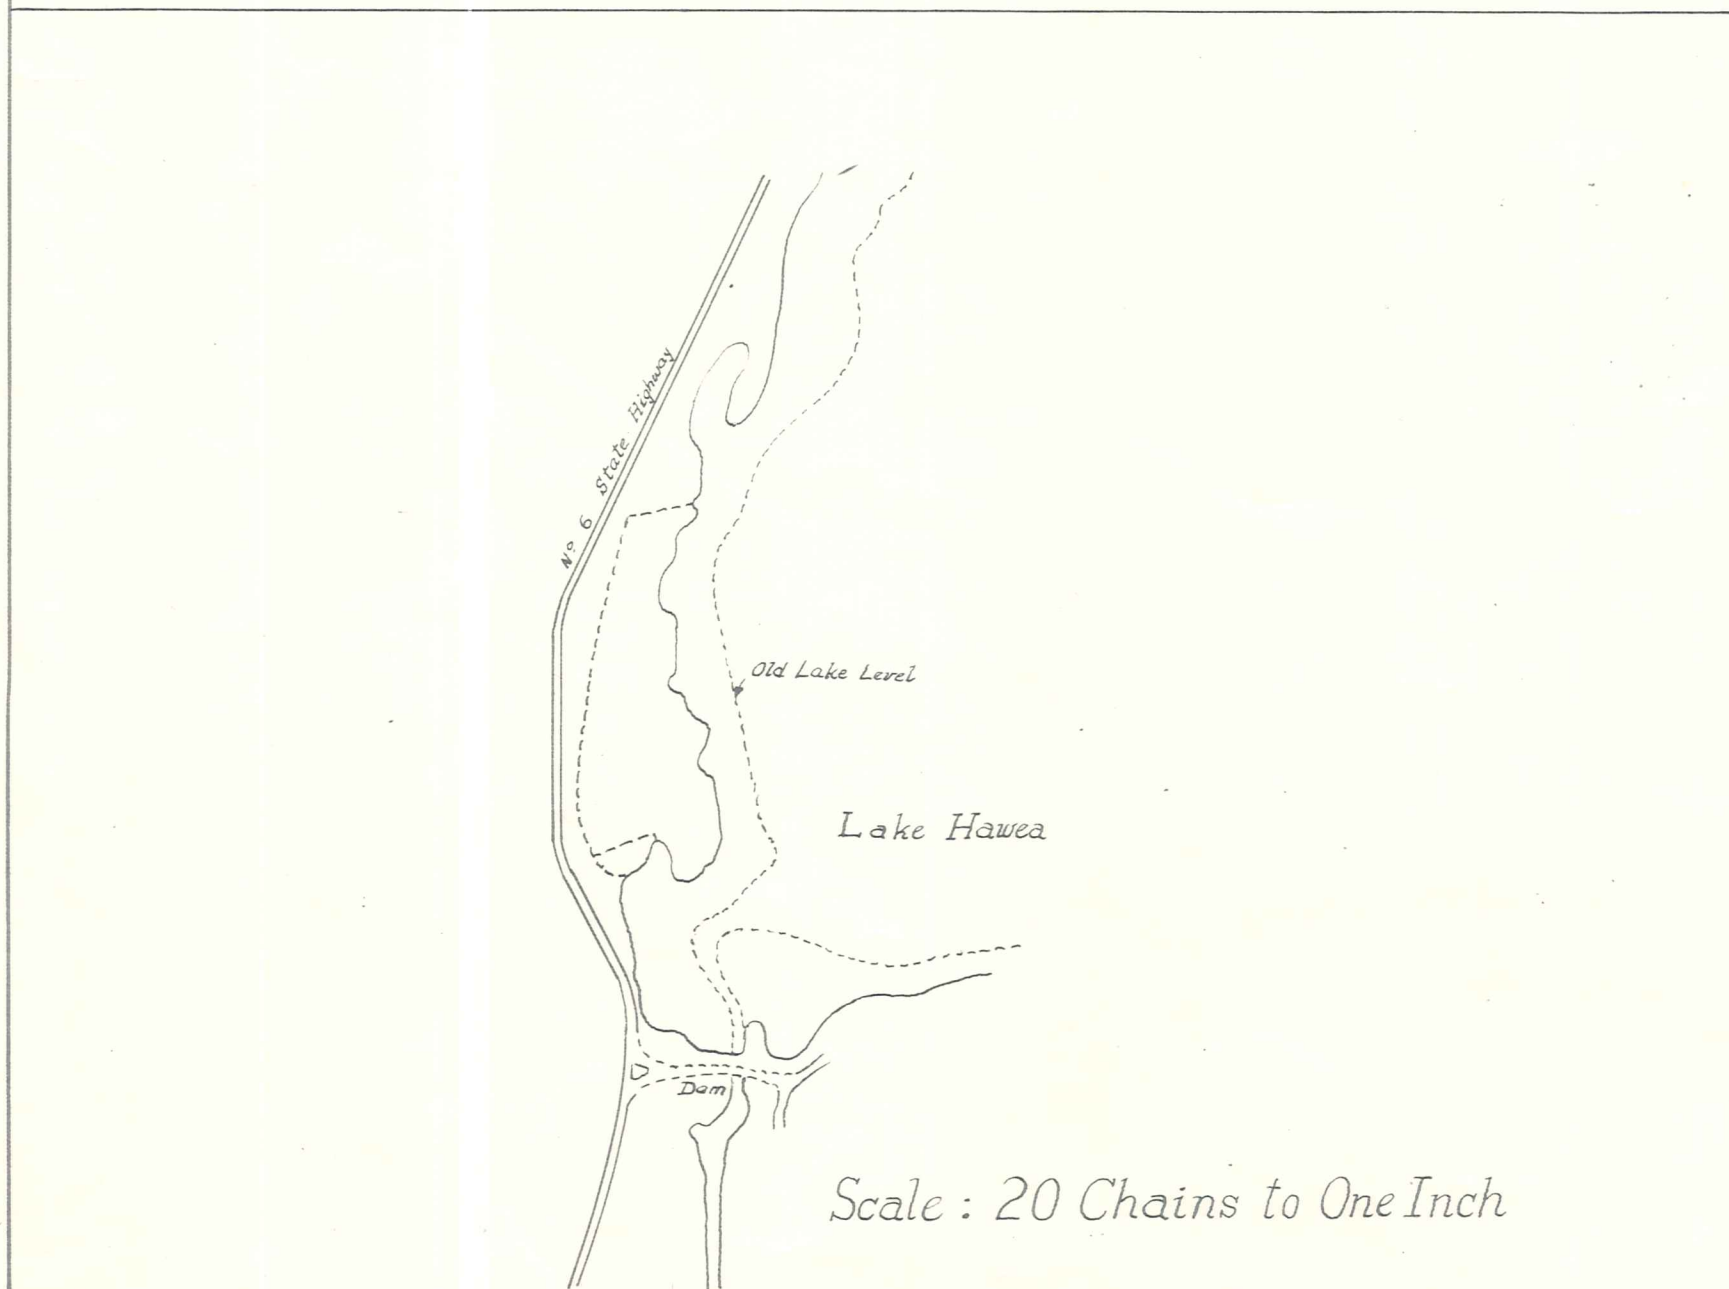 Nº 6 State Highway
Old Lake Level
Lake Hawea
Dam
Scale : 20 Chains to One Inch